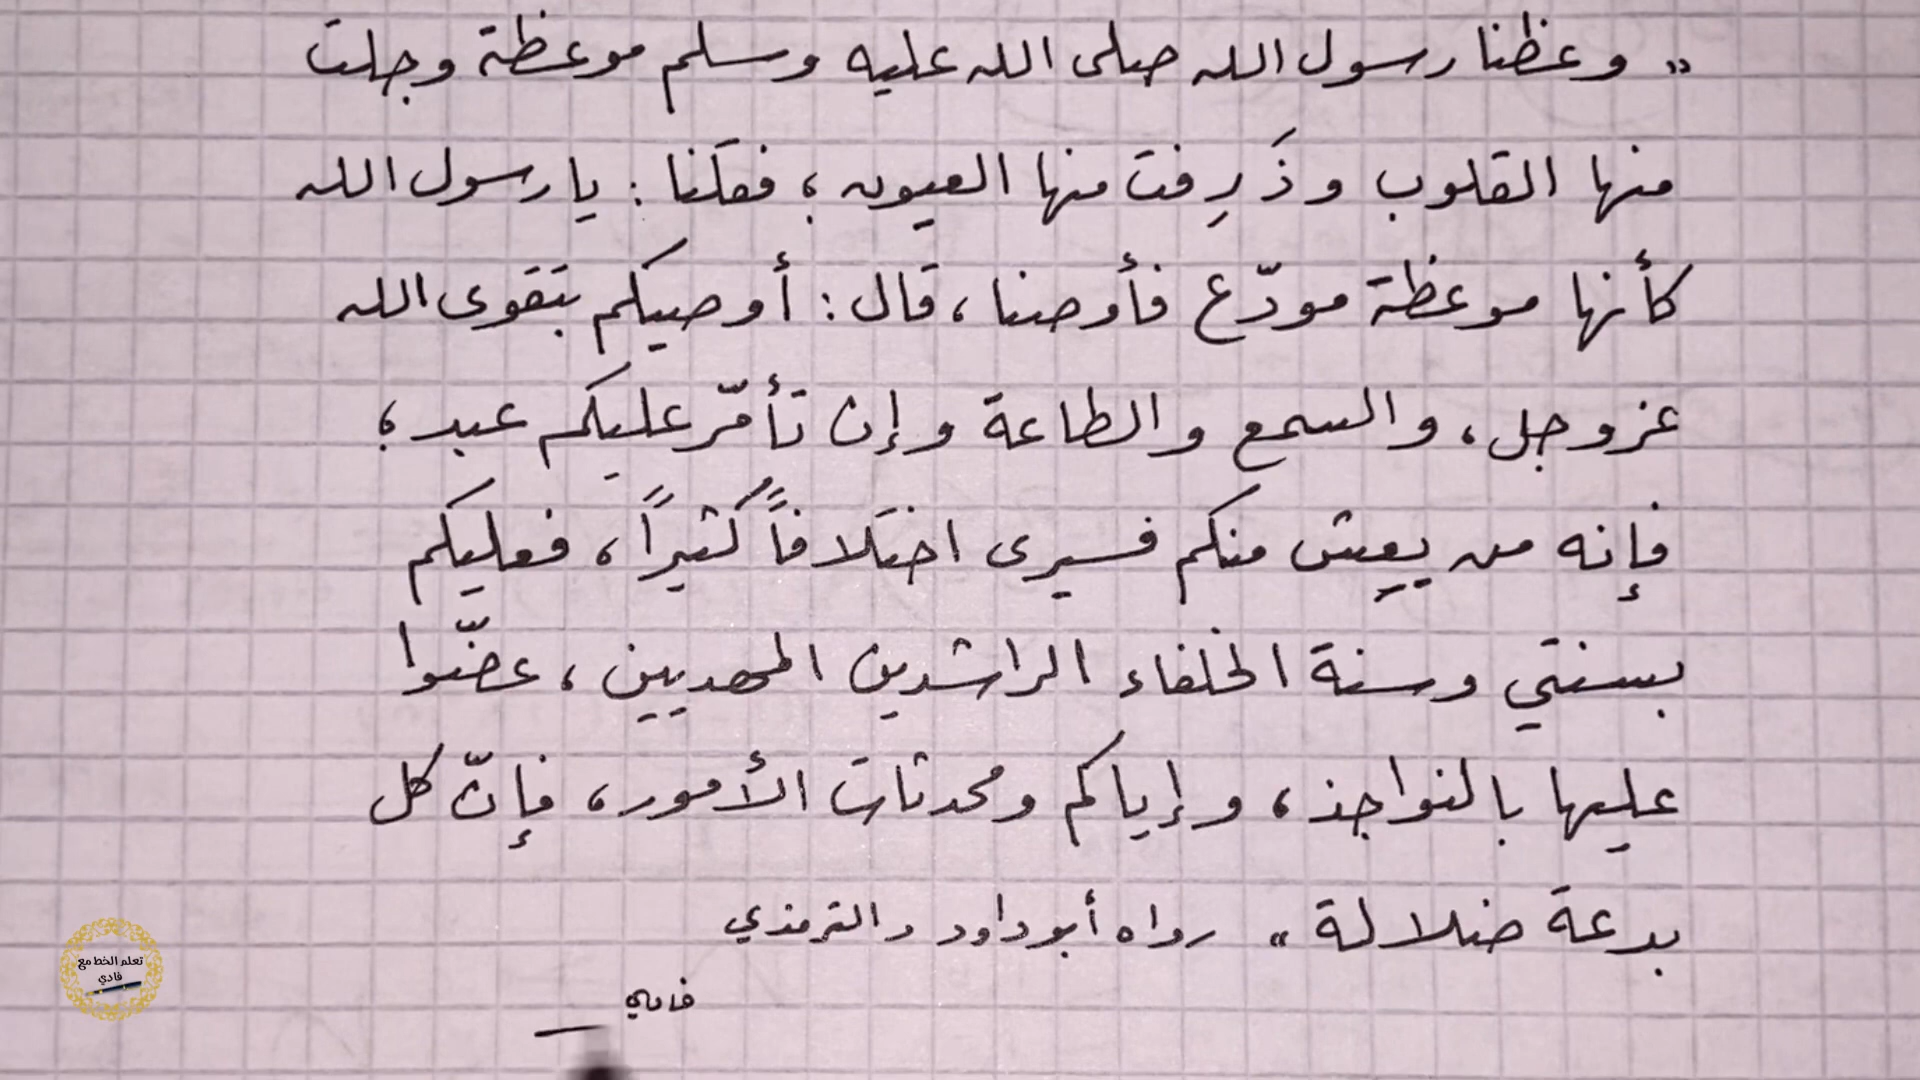 " وعظنا رسول الله صلى الله عليه وسلم موعظة وجلت
منها القلوب وذَرِفت منها العيون ؛ فقلنا : يا رسول الله
كأنها موعظة مودّع فأوصنا ، قال : أوصيكم بتقوى الله
عز وجل ، والسمع والطاعة وإن تأمّر عليكم عبد ؛
فإنه من يعِش منكم فسيرى اختلافاً كثيراً ، فعليكم
بسنتي وسنة الخلفاء الراشدين المهديين ، عضّوا
عليها بالنواجذ ، وإياكم ومحدثات الأمور ، فإنّ كل
بدعة ضلالة " رواه أبو داود والترمذي
فادي
تعلم الخط مع
فادي